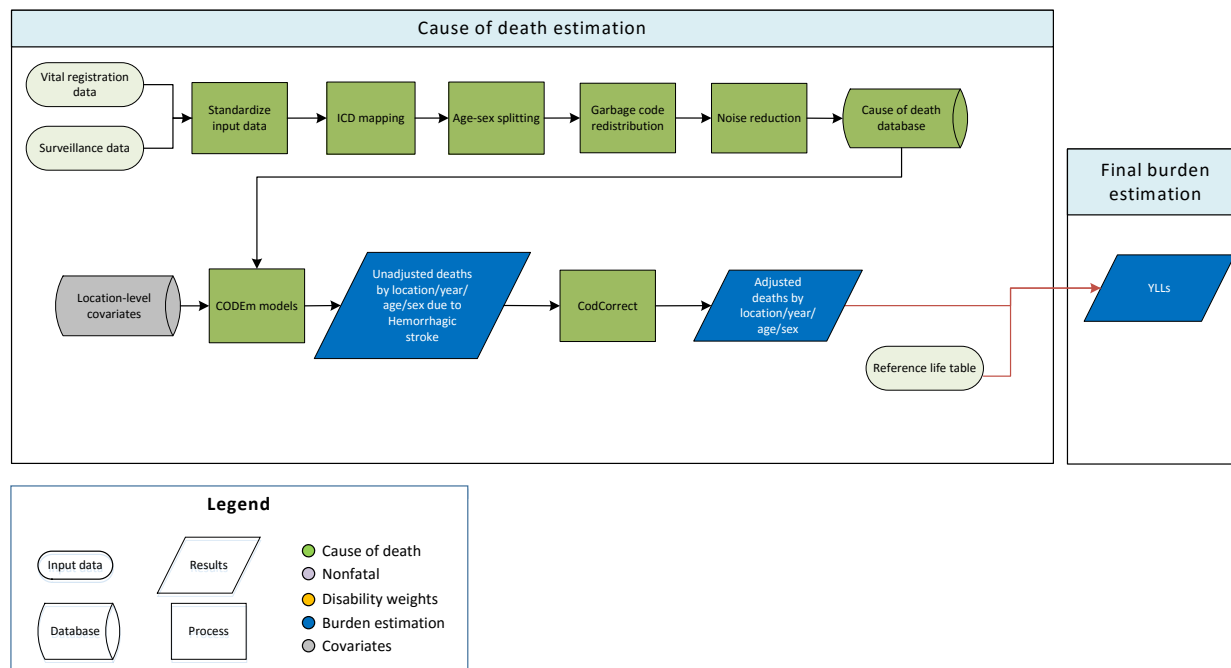 Cause of death estimation
Vital registration
data
Surveillance data
Standardize
input data
ICD mapping
Age-sex splitting
Garbage code
redistribution
Noise reduction
Cause of death
database
Final burden
estimation
Location-level
covariates
CODEm models
Unadjusted deaths
by location/year/
age/sex due to
Hemorrhagic
stroke
CodCorrect
Adjusted
deaths by
location/year/
age/sex
Reference life table
YLLs
Legend
Input data
Results
Database
Process
Cause of death
Nonfatal
Disability weights
Burden estimation
Covariates